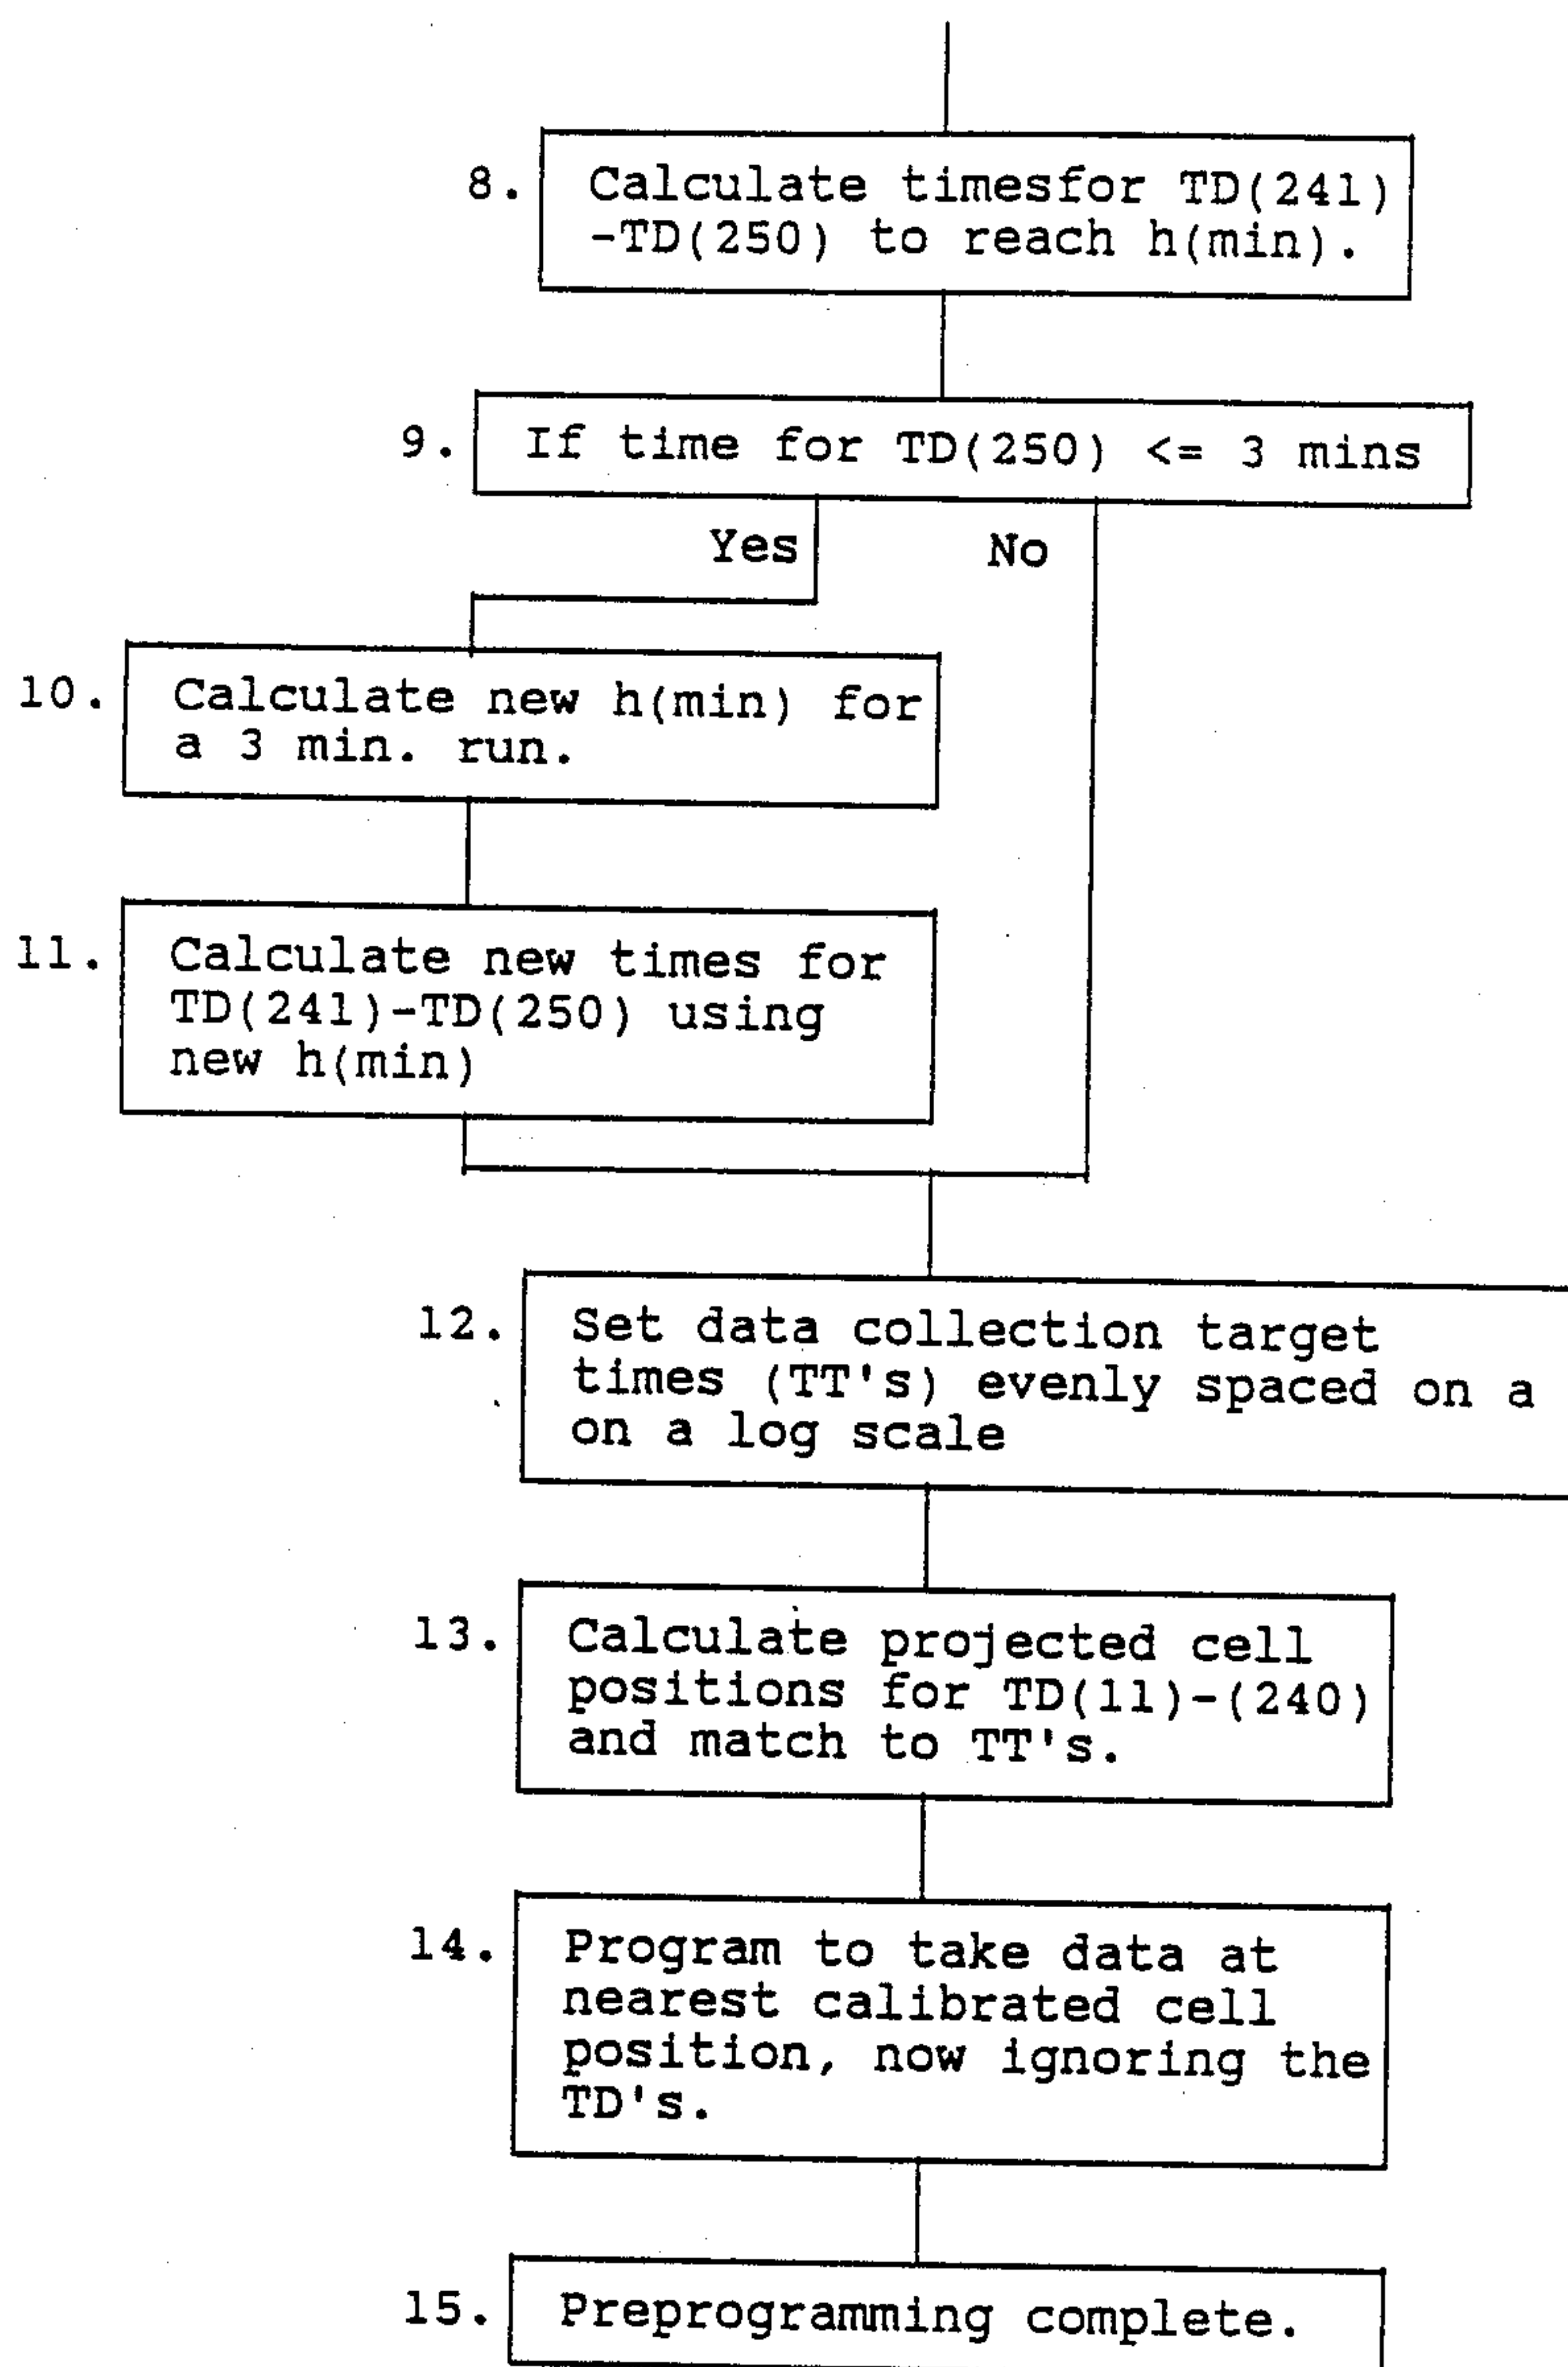 8. Calculate timesfor TD(241)
-TD(250) to reach h(min).
9. If time for TD(250) <= 3 mins
Yes No
10. Calculate new h(min) for
a 3 min. run.
11. Calculate new times for
TD(241)-TD(250) using
new h(min)
12. Set data collection target
times (TT's) evenly spaced on a
on a log scale
13. Calculate projected cell
positions for TD(11)-(240)
and match to TT's.
14. Program to take data at
nearest calibrated cell
position, now ignoring the
TD's.
15. Preprogramming complete.